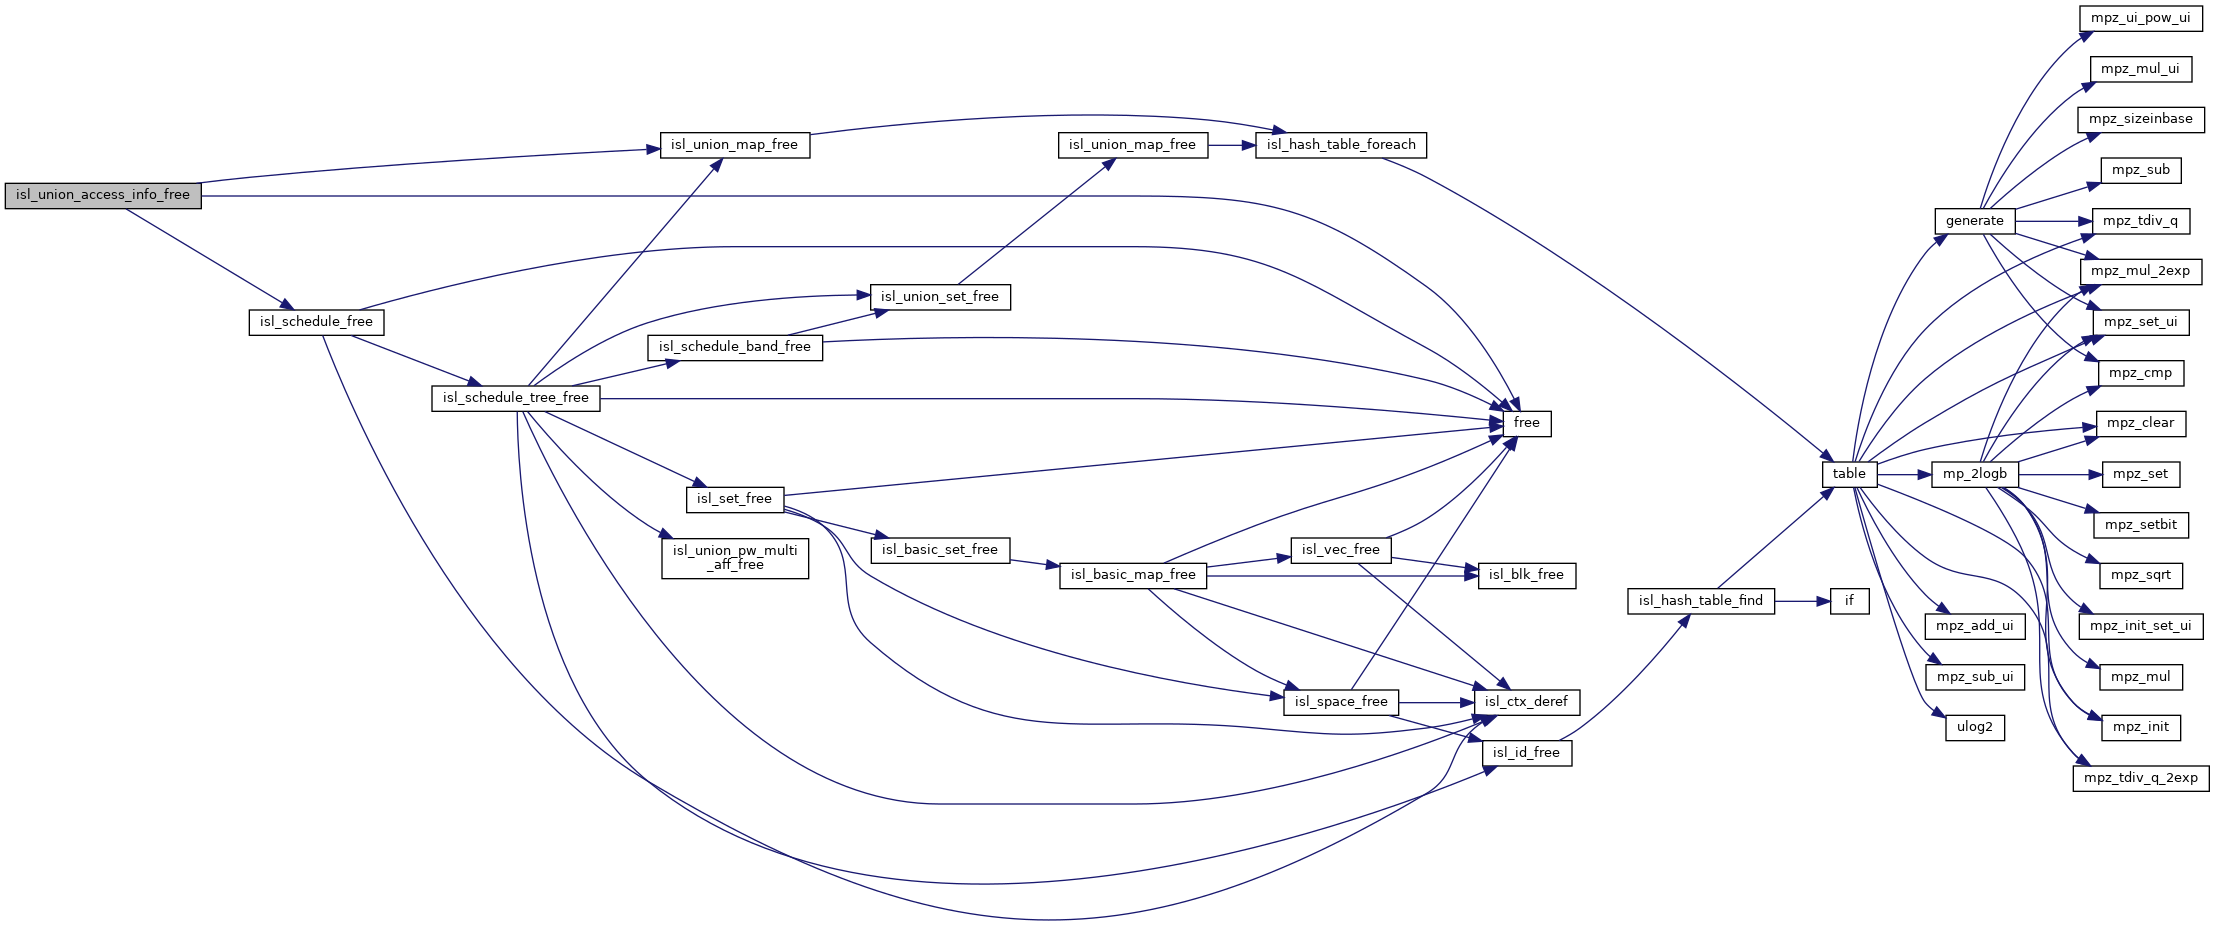 isl_union_access_info_free
isl_schedule_free
isl_schedule_tree_free
isl_union_map_free
isl_schedule_band_free
isl_set_free
isl_union_pw_multi
_aff_free
isl_union_set_free
isl_basic_set_free
isl_union_map_free
isl_basic_map_free
isl_hash_table_foreach
isl_vec_free
isl_space_free
free
isl_blk_free
isl_ctx_deref
isl_id_free
isl_hash_table_find
table
if
generate
mp_2logb
mpz_add_ui
mpz_sub_ui
ulog2
mpz_ui_pow_ui
mpz_mul_ui
mpz_sizeinbase
mpz_sub
mpz_tdiv_q
mpz_mul_2exp
mpz_set_ui
mpz_cmp
mpz_clear
mpz_set
mpz_setbit
mpz_sqrt
mpz_init_set_ui
mpz_mul
mpz_init
mpz_tdiv_q_2exp